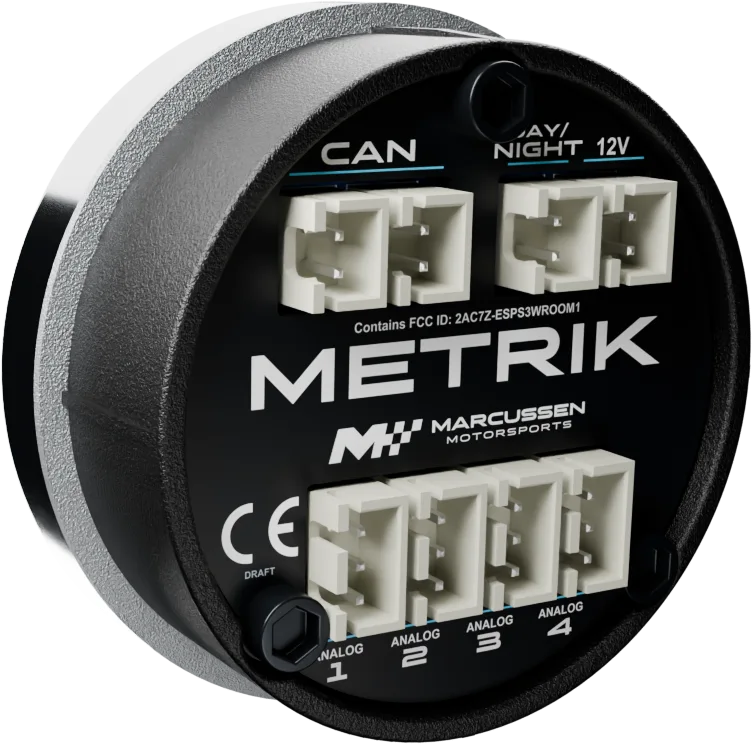 CAN
DAY/
NIGHT 12V
Contains FCC ID: 2AC7Z-ESPS3WROOM1
METRIK
MARCUSSEN
MOTORSPORTS
CE
DRAFT
ANALOG
1
ANALOG
2
ANALOG
3
ANALOG
4